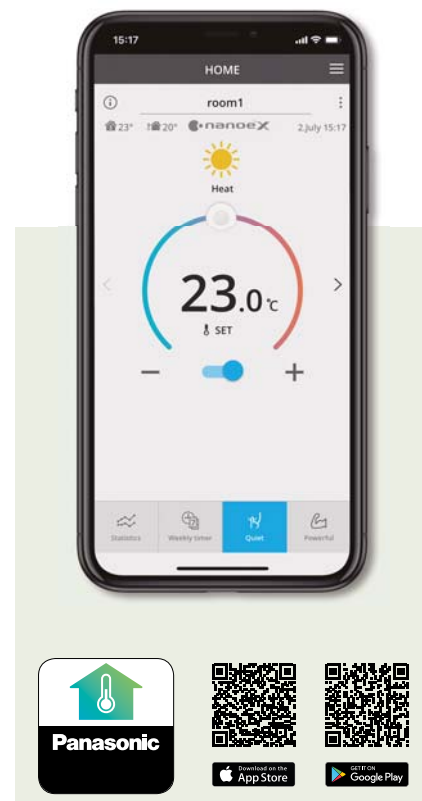 15:17
HOME
room1
23° 20° nanoeX 2.July 15:17
Heat
23.0℃
SET
− +
Statistics Weekly timer Quiet Powerful
Panasonic
Download on the
App Store
GET IT ON
Google Play